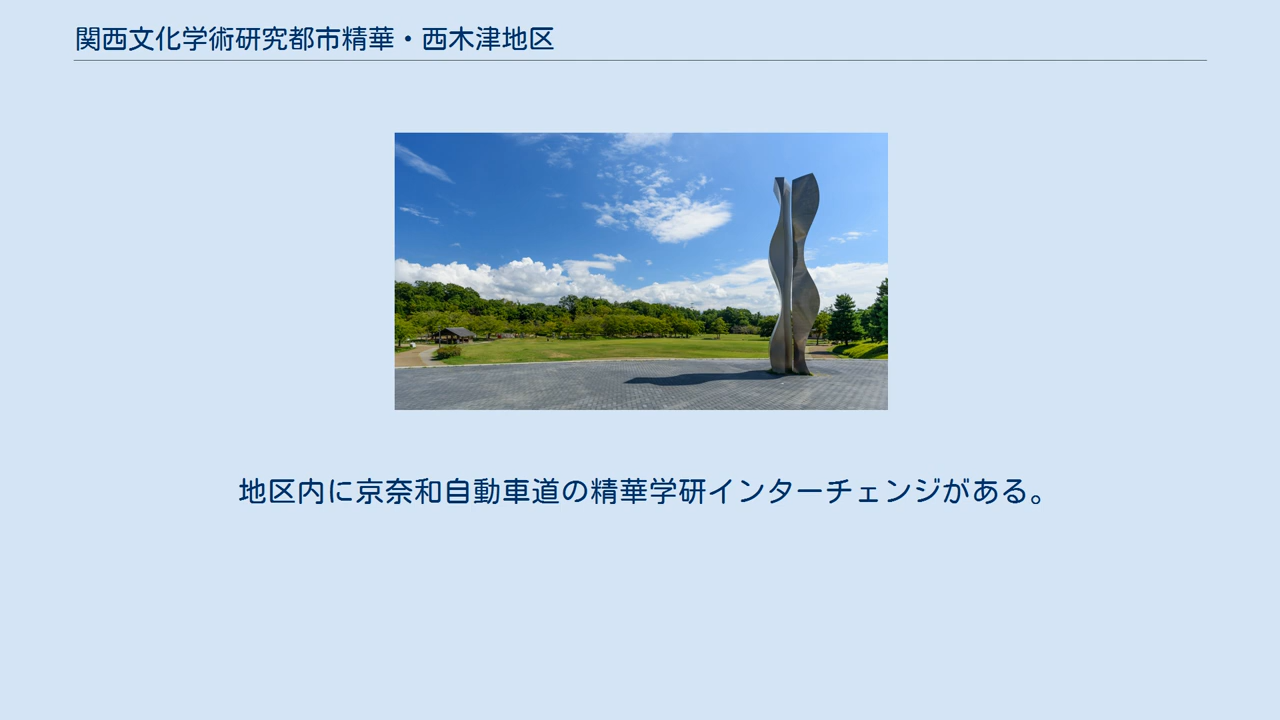 関西文化学術研究都市精華・西木津地区
地区内に京奈和自動車道の精華学研インターチェンジがある。